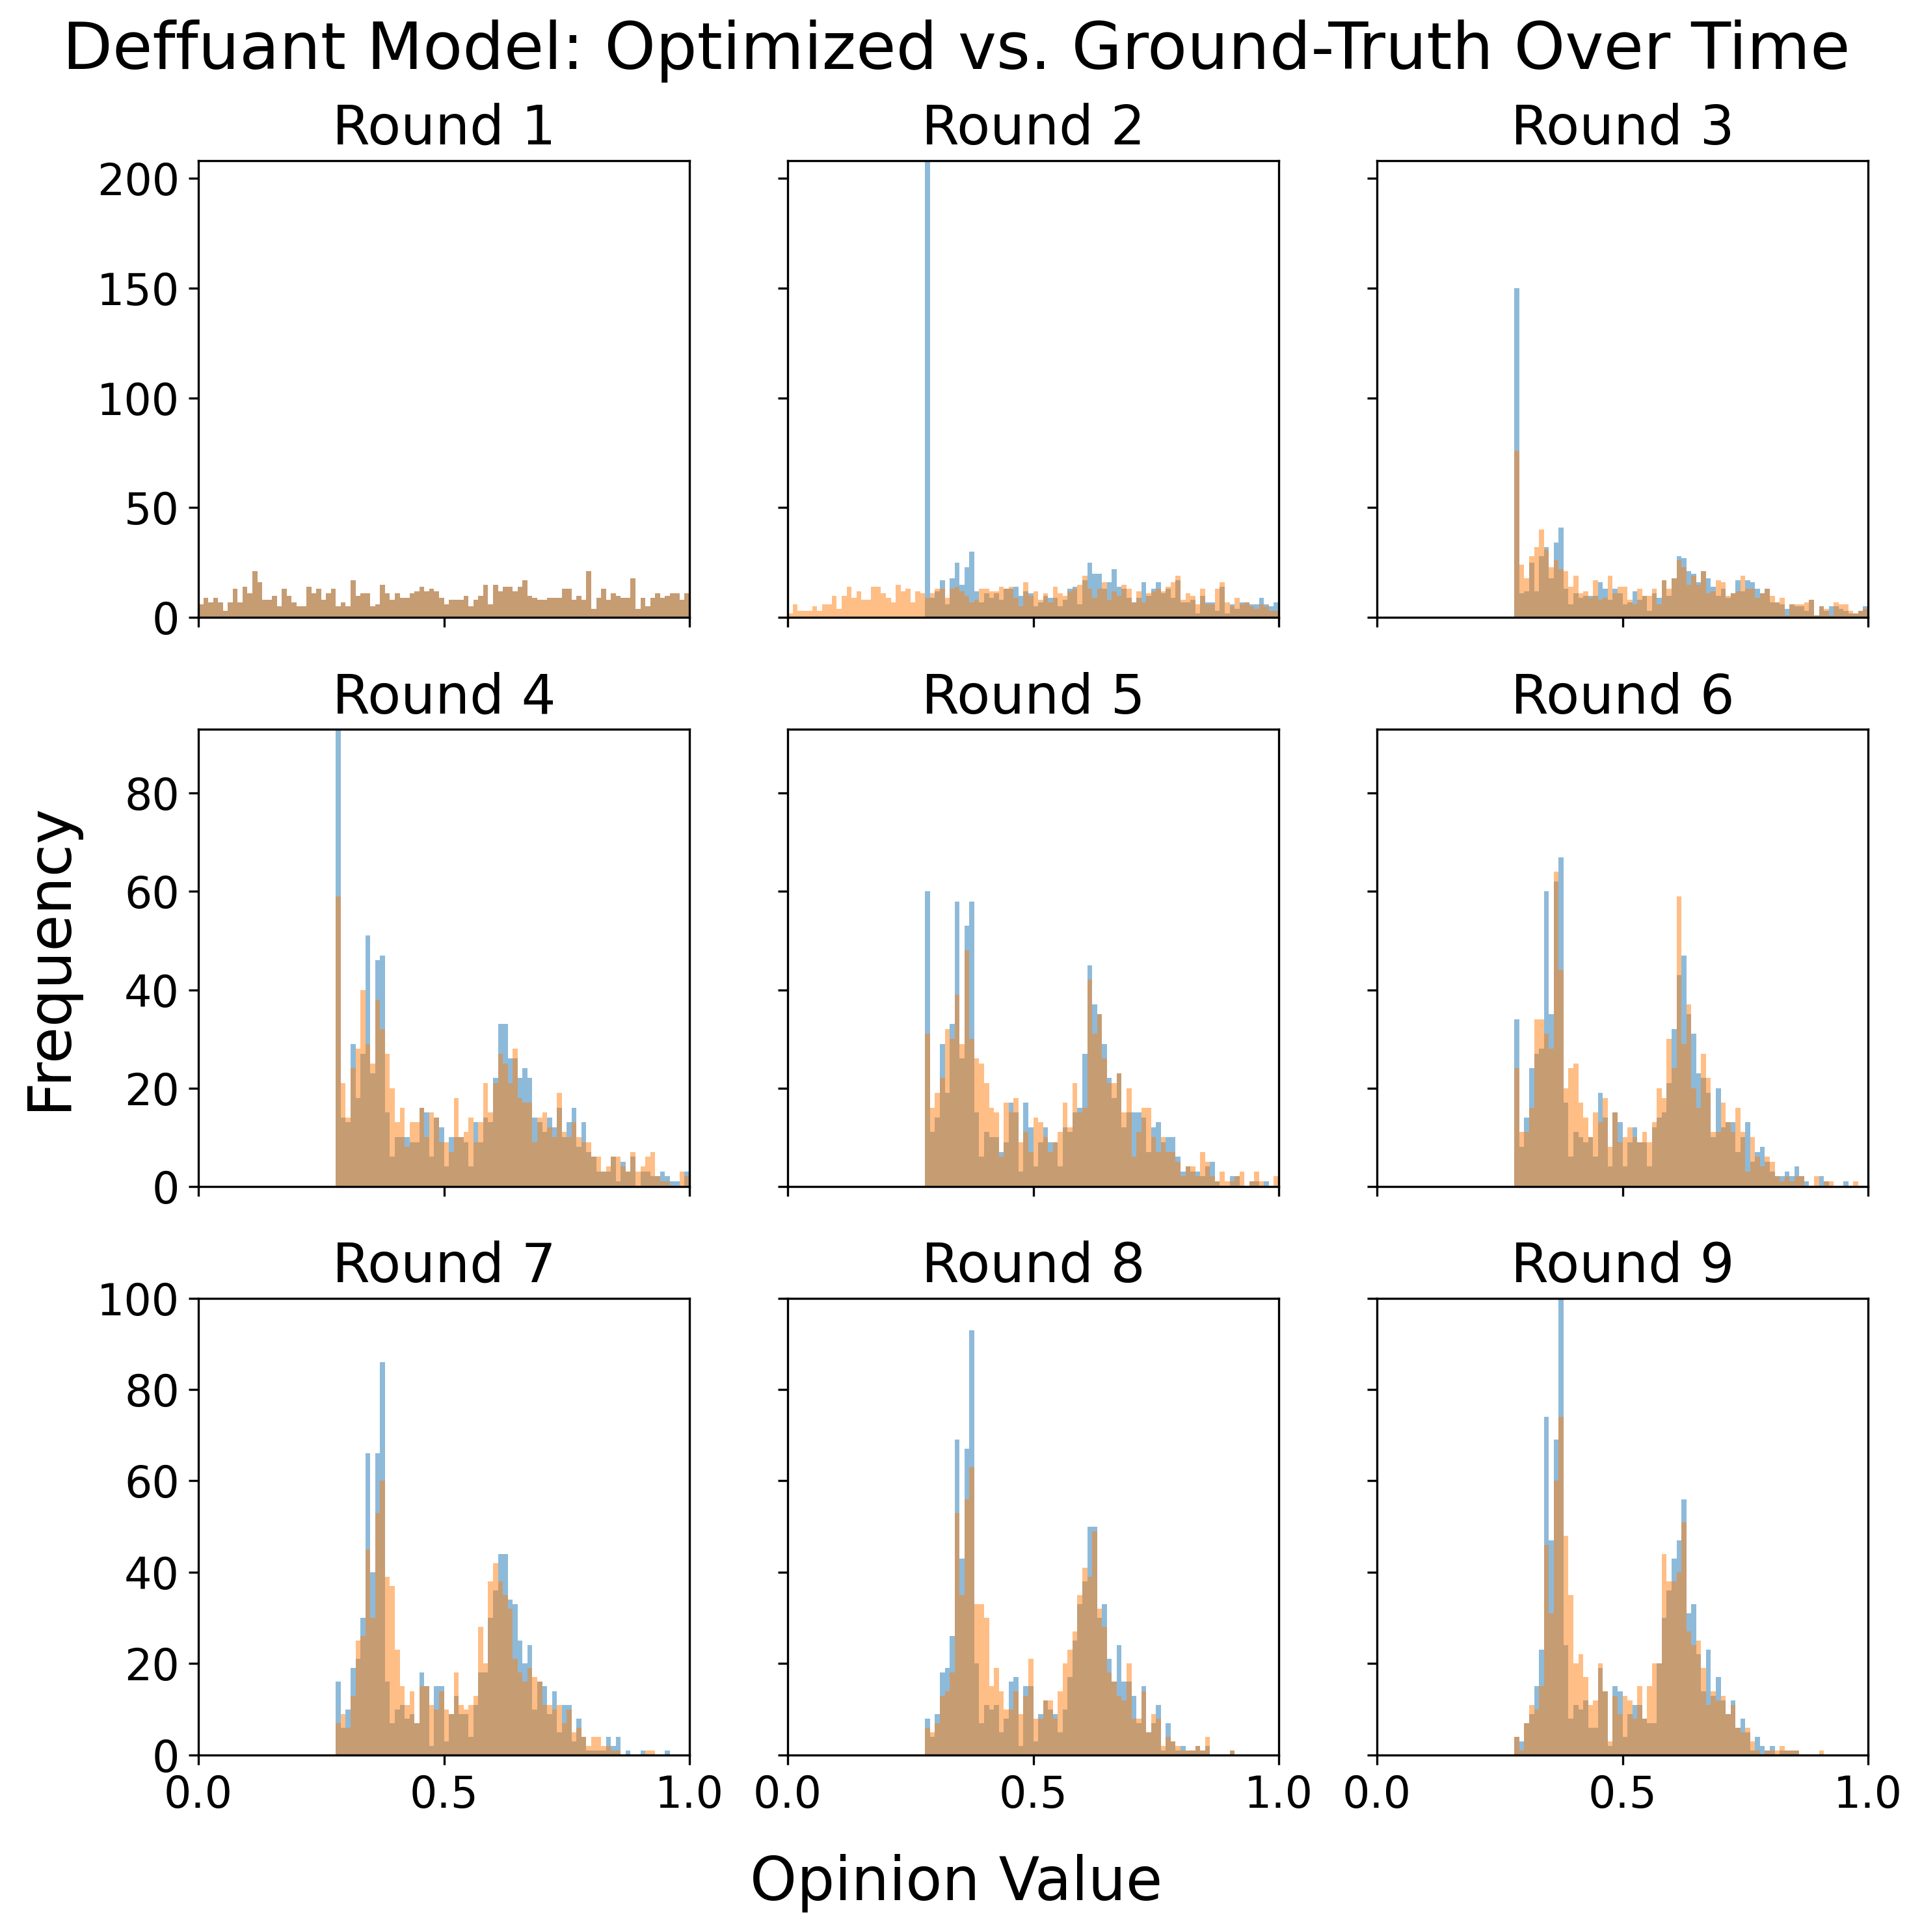 Deffuant Model: Optimized vs. Ground-Truth Over Time
Round 1
Round 2
Round 3
200
150
100
50
0
Round 4
Round 5
Round 6
80
60
40
20
0
Frequency
Round 7
Round 8
Round 9
100
80
60
40
20
0
0.0 0.5 1.0 0.0 0.5 1.0 0.0 0.5 1.0
Opinion Value